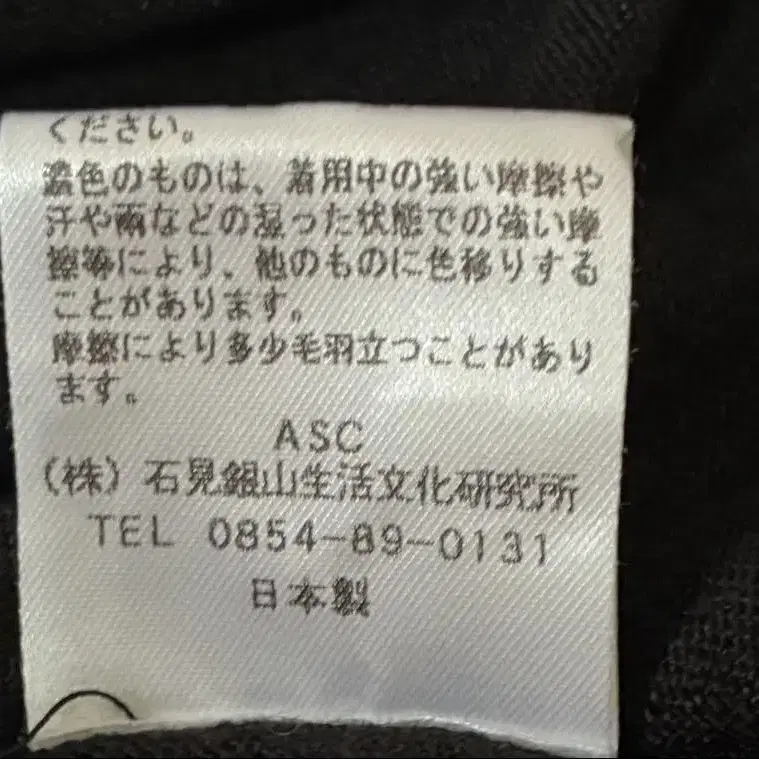 ください。
濃色のものは、着用中の強い摩擦や
汗や雨などの湿った状態での強い摩
擦等により、他のものに色移りする
ことがあります。
摩擦により多少毛羽立つことがあり
ます。
ASC
(株) 石見銀山生活文化研究所
TEL 0854-89-0131
日本製